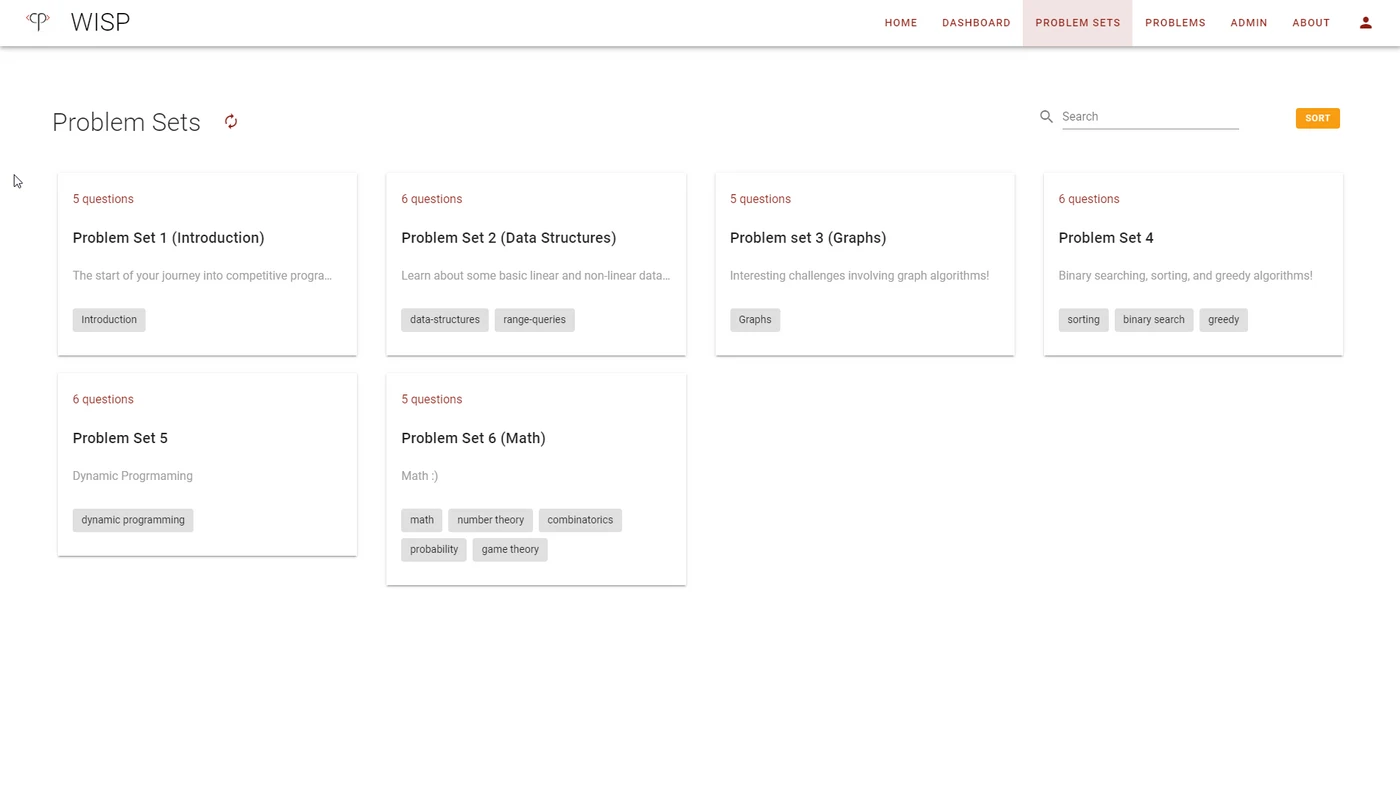 WISP
HOME DASHBOARD PROBLEM SETS PROBLEMS ADMIN ABOUT
Problem Sets
Search
SORT
5 questions
Problem Set 1 (Introduction)
The start of your journey into competitive progra...
Introduction
6 questions
Problem Set 2 (Data Structures)
Learn about some basic linear and non-linear data...
data-structures range-queries
5 questions
Problem set 3 (Graphs)
Interesting challenges involving graph algorithms!
Graphs
6 questions
Problem Set 4
Binary searching, sorting, and greedy algorithms!
sorting binary search greedy
6 questions
Problem Set 5
Dynamic Progrmaming
dynamic programming
5 questions
Problem Set 6 (Math)
Math :)
math number theory combinatorics
probability game theory